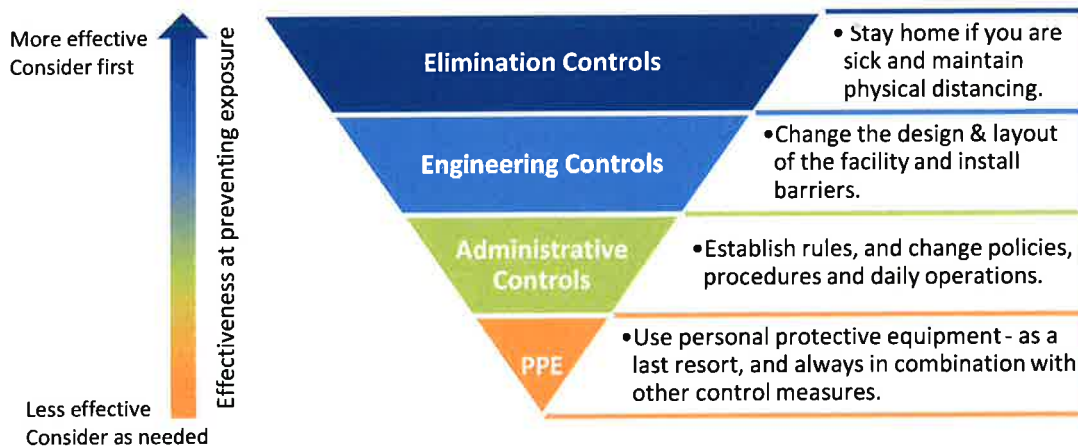 More effective
Consider first
Effectiveness at preventing exposure
Less effective
Consider as needed
Elimination Controls
• Stay home if you are
sick and maintain
physical distancing.
Engineering Controls
•Change the design & layout
of the facility and install
barriers.
Administrative
Controls
•Establish rules, and change policies,
procedures and daily operations.
PPE
•Use personal protective equipment - as a
last resort, and always in combination with
other control measures.